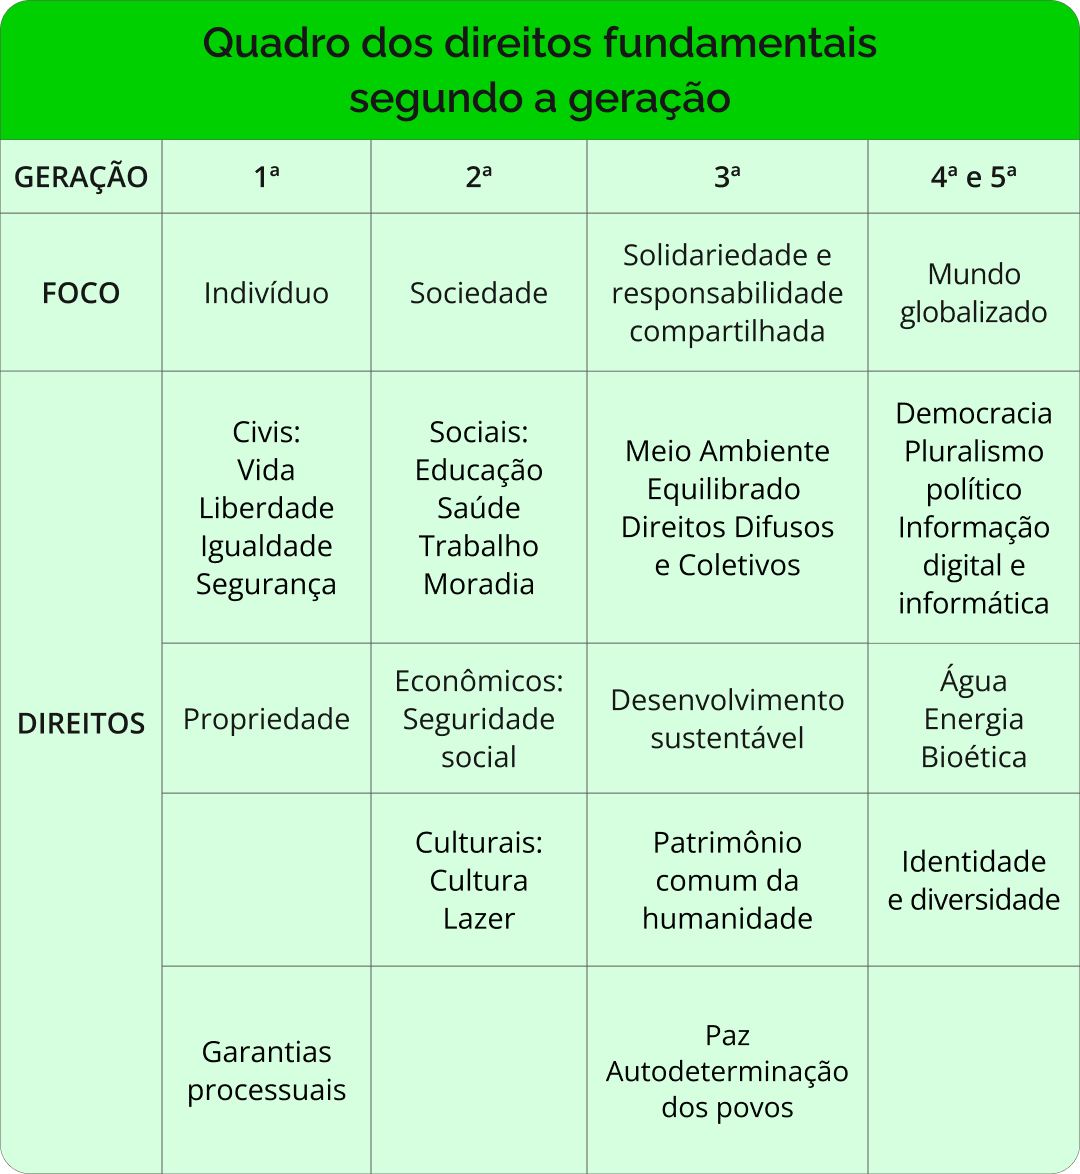 Quadro dos direitos fundamentais
segundo a geração
GERAÇÃO
1ª
2ª
3ª
4ª e 5ª
FOCO
Indivíduo
Sociedade
Solidariedade e
responsabilidade
compartilhada
Mundo
globalizado
DIREITOS
Civis:
Vida
Liberdade
Igualdade
Segurança
Sociais:
Educação
Saúde
Trabalho
Moradia
Meio Ambiente
Equilibrado
Direitos Difusos
e Coletivos
Democracia
Pluralismo
político
Informação
digital e
informática
Propriedade
Econômicos:
Seguridade
social
Desenvolvimento
sustentável
Água
Energia
Bioética
Culturais:
Cultura
Lazer
Patrimônio
comum da
humanidade
Identidade
e diversidade
Garantias
processuais
Paz
Autodeterminação
dos povos